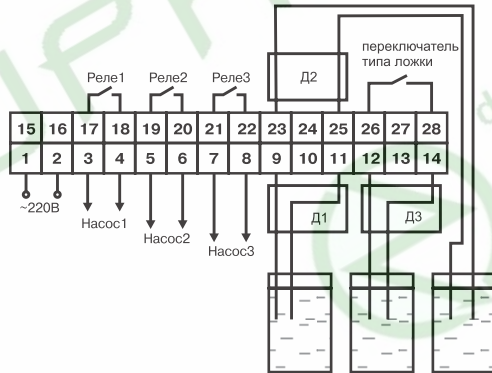 переключатель
типа ложки
Д2
Реле1 Реле2 Реле3
15 16 17 18 19 20 21 22 23 24 25 26 27 28
1 2 3 4 5 6 7 8 9 10 11 12 13 14
~220В
Насос1
Насос2
Насос3
Д1
Д3